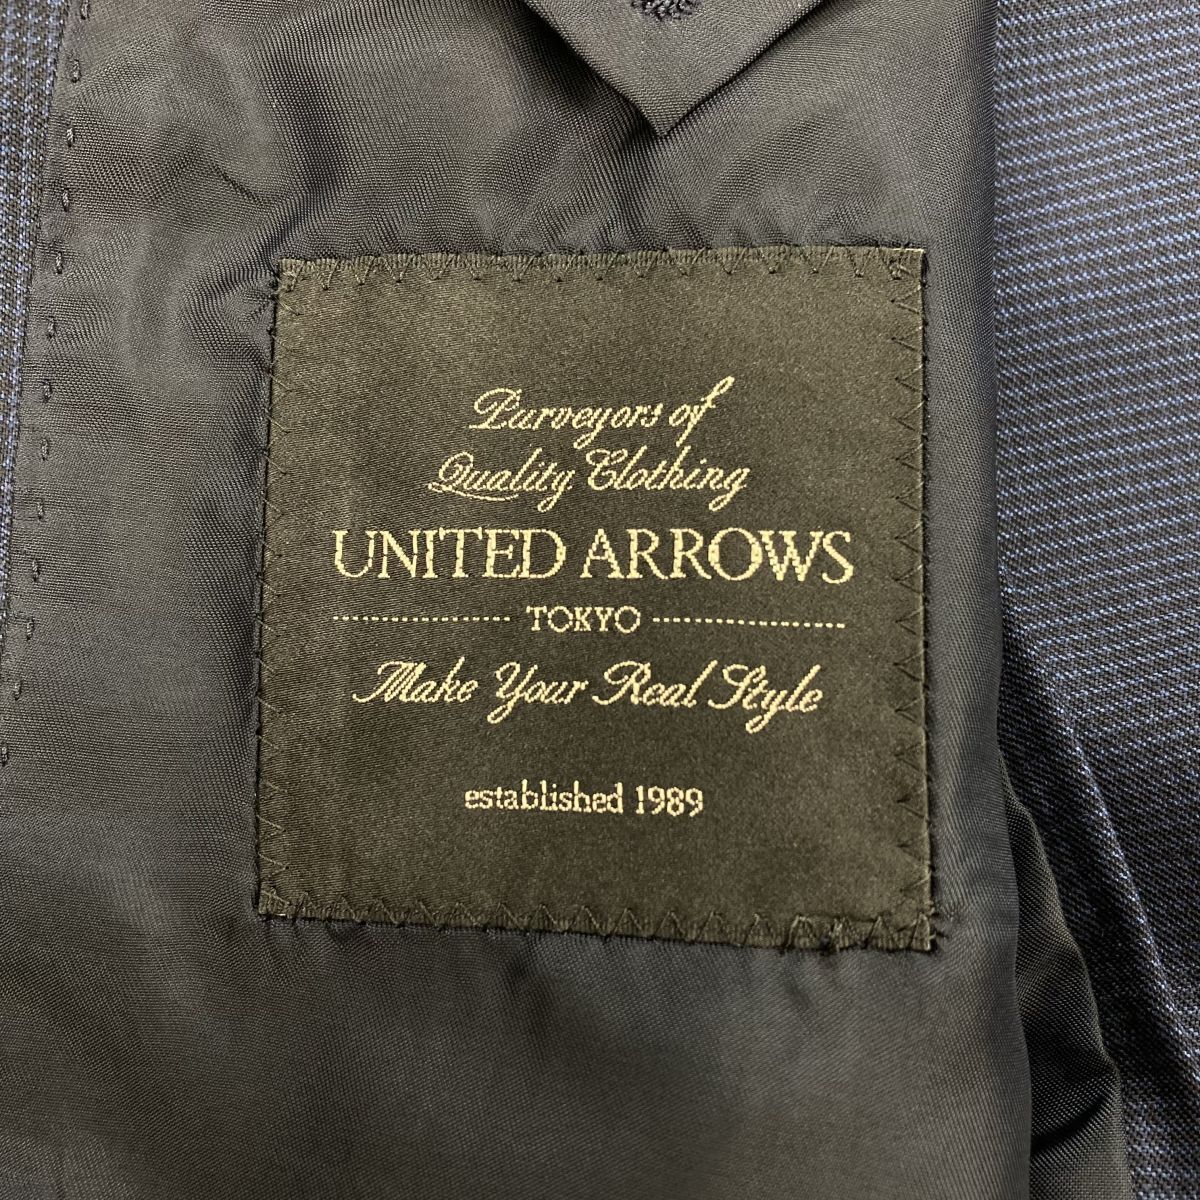 Purveyors of
Quality Clothing
UNITED ARROWS
TOKYO
Make Your Real Style
established 1989